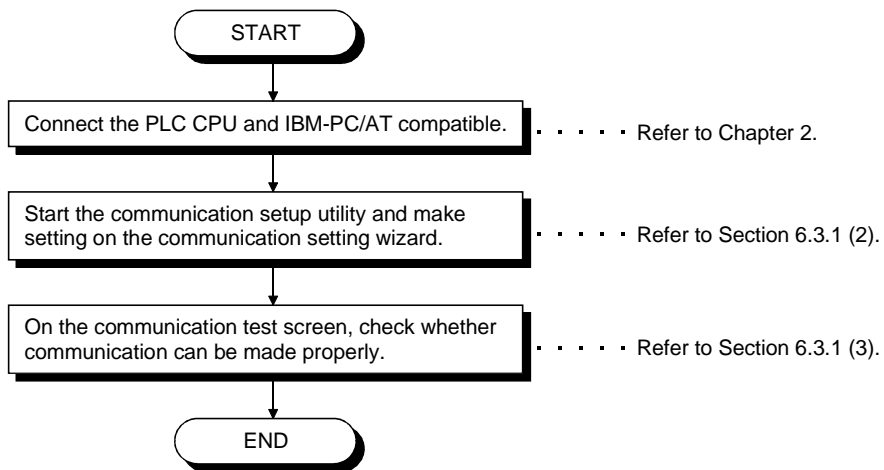 START
Connect the PLC CPU and IBM-PC/AT compatible.
Refer to Chapter 2.
Start the communication setup utility and make
setting on the communication setting wizard.
Refer to Section 6.3.1 (2).
On the communication test screen, check whether
communication can be made properly.
Refer to Section 6.3.1 (3).
END